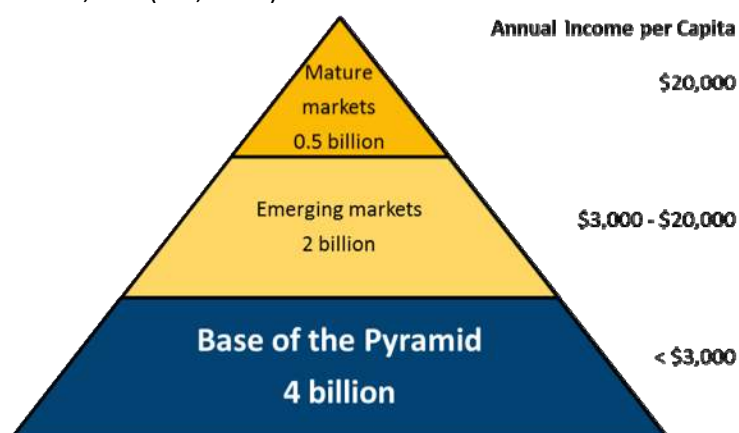 Annual Income per Capita
Mature
markets
0.5 billion
$20,000
Emerging markets
2 billion
$3,000 - $20,000
Base of the Pyramid
4 billion
< $3,000